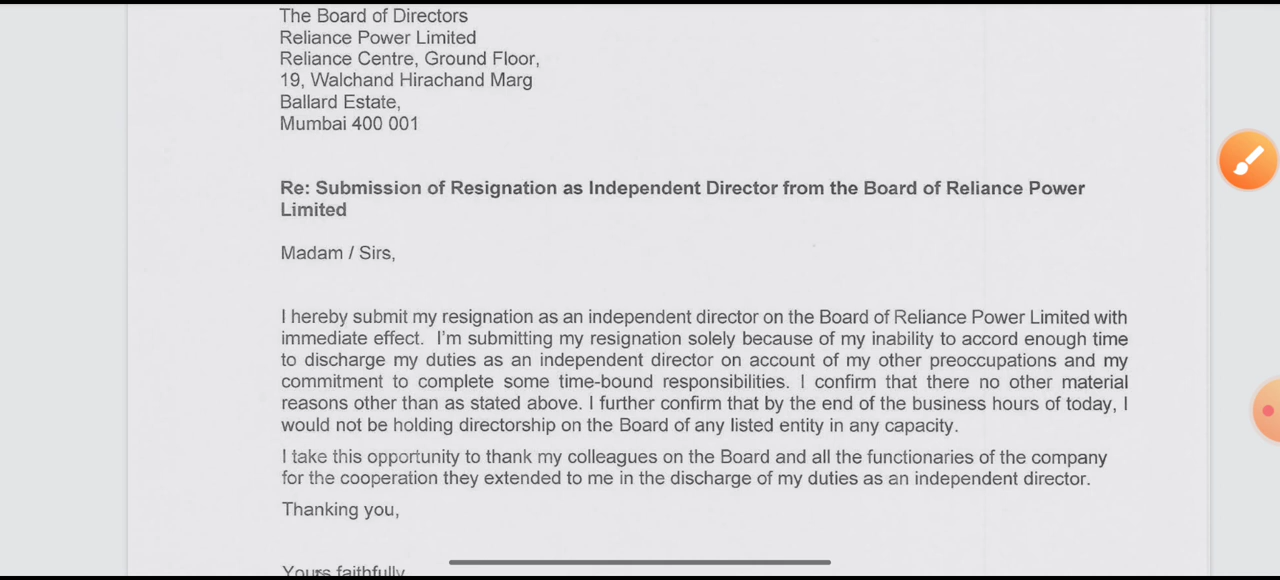 The Board of Directors
Reliance Power Limited
Reliance Centre, Ground Floor,
19, Walchand Hirachand Marg
Ballard Estate,
Mumbai 400 001
Re: Submission of Resignation as Independent Director from the Board of Reliance Power
Limited
Madam / Sirs,
I hereby submit my resignation as an independent director on the Board of Reliance Power Limited with
immediate effect. I'm submitting my resignation solely because of my inability to accord enough time
to discharge my duties as an independent director on account of my other preoccupations and my
commitment to complete some time-bound responsibilities. I confirm that there no other material
reasons other than as stated above. I further confirm that by the end of the business hours of today, I
would not be holding directorship on the Board of any listed entity in any capacity.
I take this opportunity to thank my colleagues on the Board and all the functionaries of the company
for the cooperation they extended to me in the discharge of my duties as an independent director.
Thanking you,
Yours faithfully